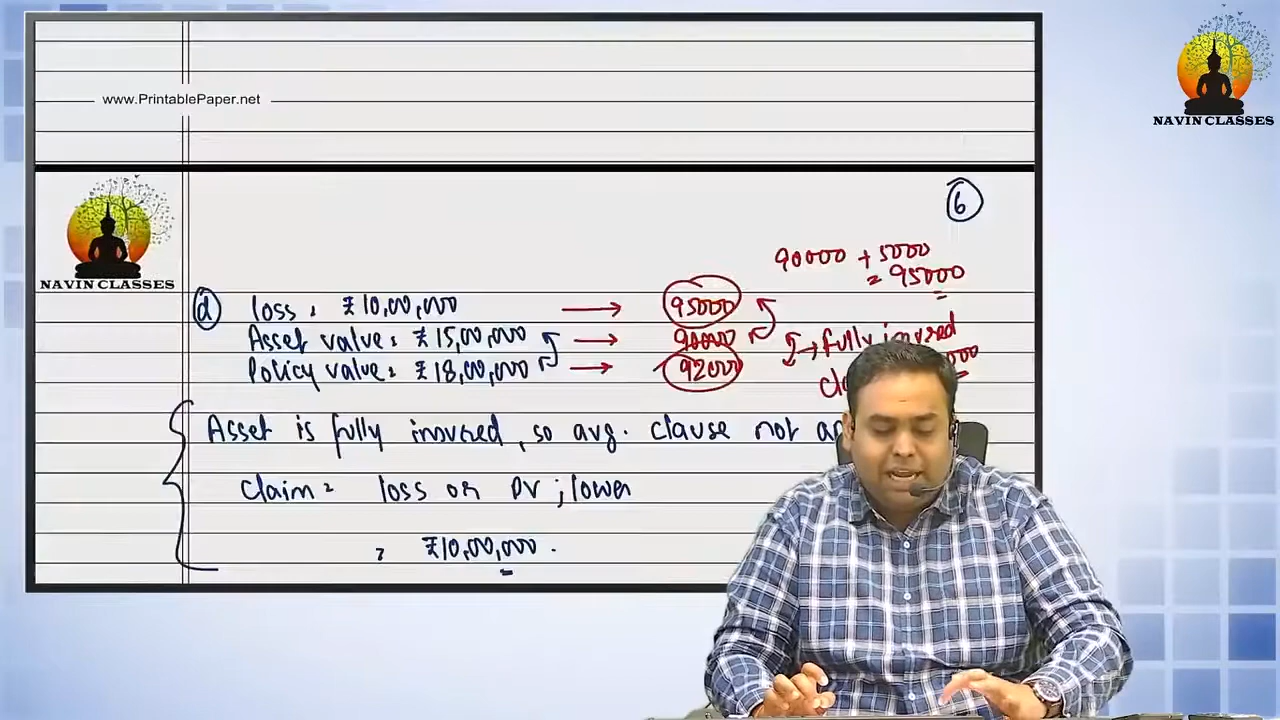 NAVIN CLASSES
www.PrintablePaper.net
NAVIN CLASSES
6
90000 + 5000
= 95000
(d) loss : ₹10,00,000 → 95000
Asset value : ₹15,00,000 → 90000 → fully insured
Policy value : ₹18,00,000 → 92000
Asset is fully insured, so avg. clause not
Claim = loss or PV ; lower
= ₹10,00,000.